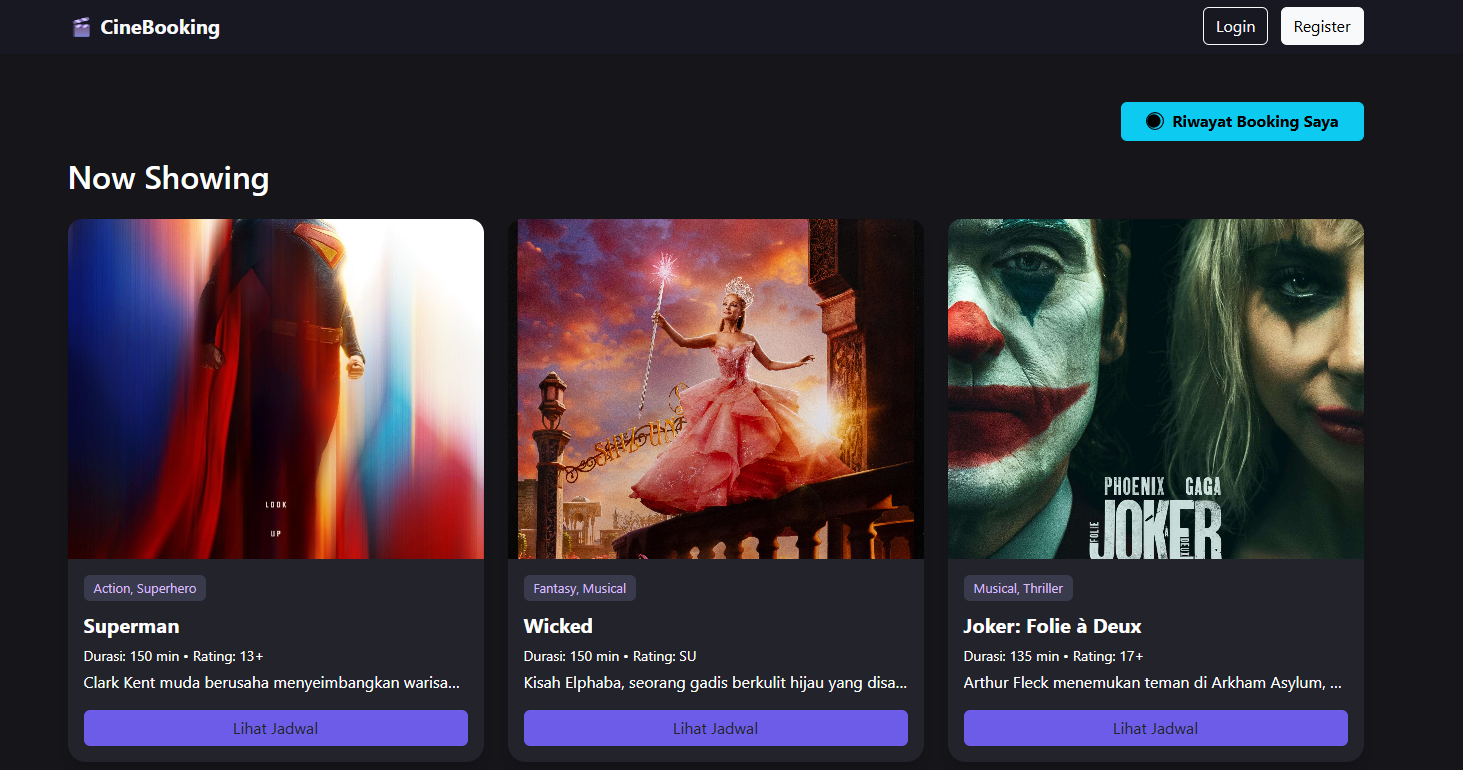 CineBooking
Login
Register
Riwayat Booking Saya
Now Showing
LOOK
UP
SHIZ UN
PHOENIX GAGA
FOLIE À DEUX
JOKER
Action, Superhero
Superman
Durasi: 150 min • Rating: 13+
Clark Kent muda berusaha menyeimbangkan warisa...
Lihat Jadwal
Fantasy, Musical
Wicked
Durasi: 150 min • Rating: SU
Kisah Elphaba, seorang gadis berkulit hijau yang disa...
Lihat Jadwal
Musical, Thriller
Joker: Folie à Deux
Durasi: 135 min • Rating: 17+
Arthur Fleck menemukan teman di Arkham Asylum, ...
Lihat Jadwal